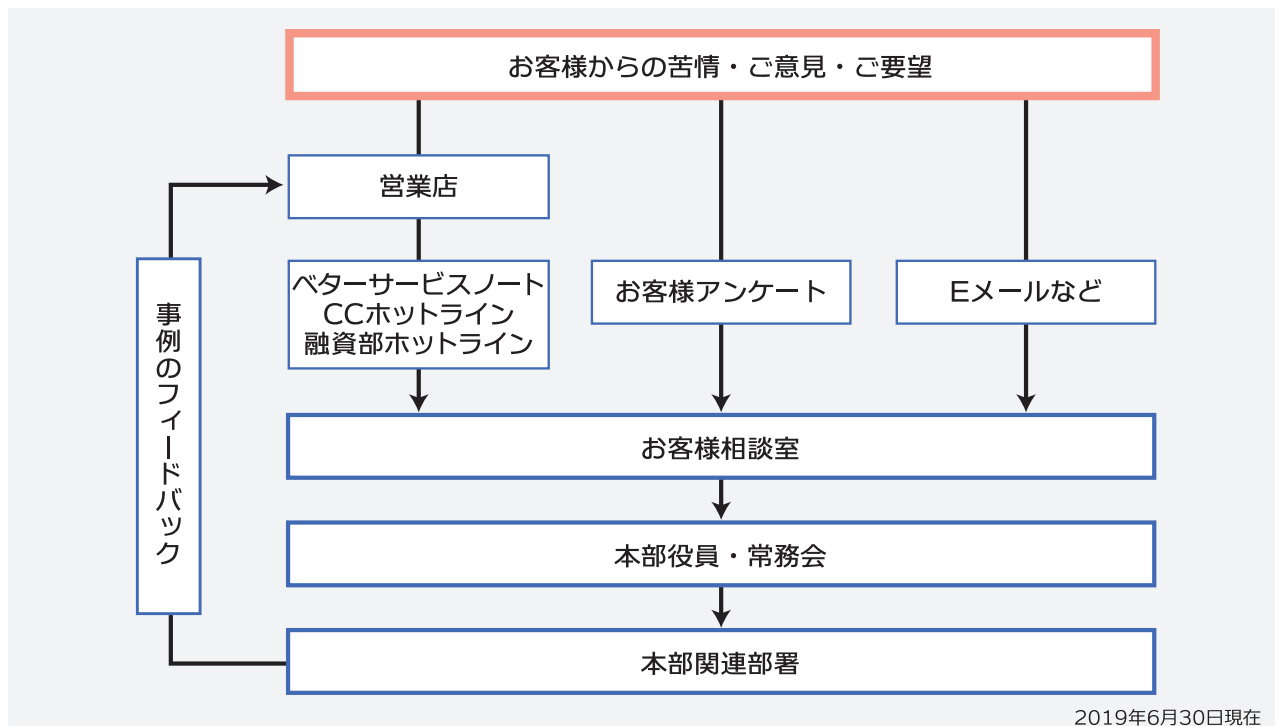 お客様からの苦情・ご意見・ご要望
営業店
ベターサービスノート
CCホットライン
融資部ホットライン
お客様アンケート
Eメールなど
お客様相談室
本部役員・常務会
本部関連部署
事例のフィードバック
2019年6月30日現在